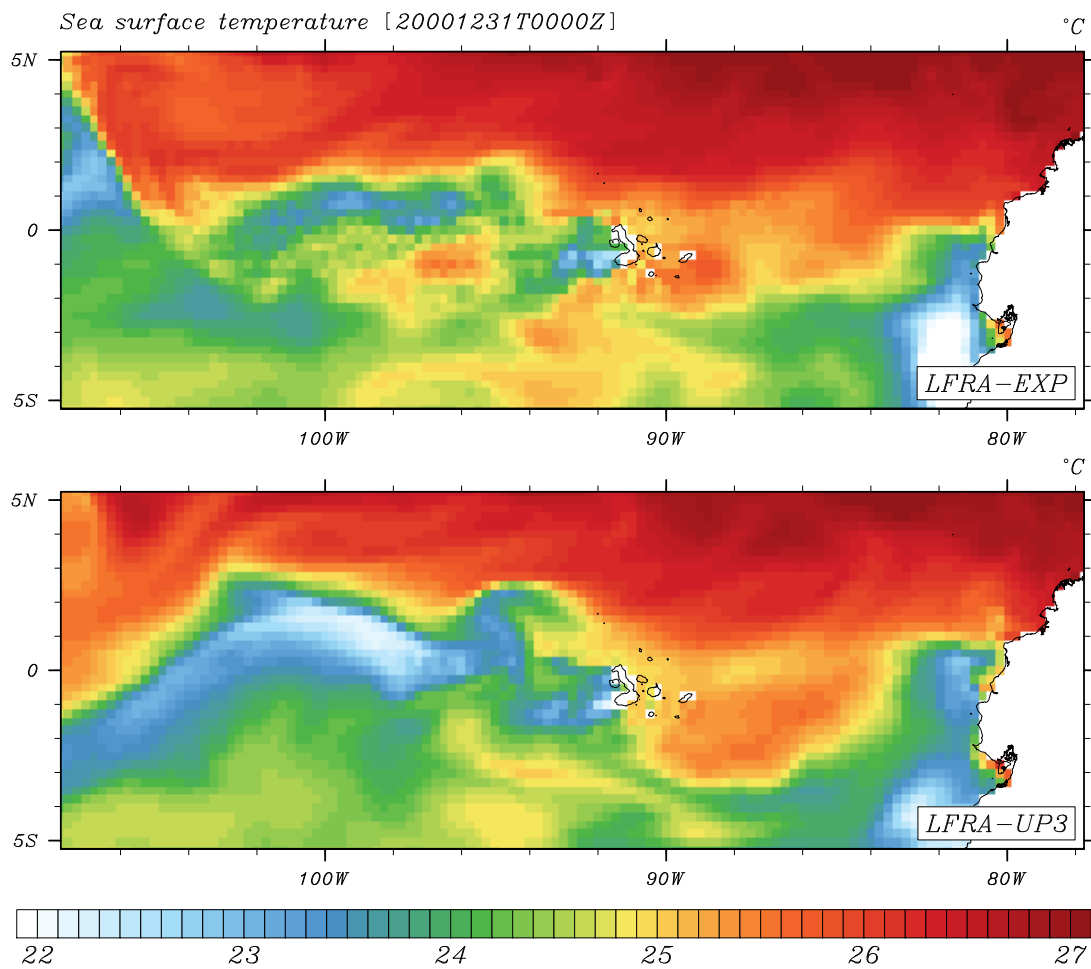 Sea surface temperature [20001231T0000Z] °C
5N
0
5S
LFRA-EXP
100W 90W 80W
°C
5N
0
5S
LFRA-UP3
100W 90W 80W
22 23 24 25 26 27